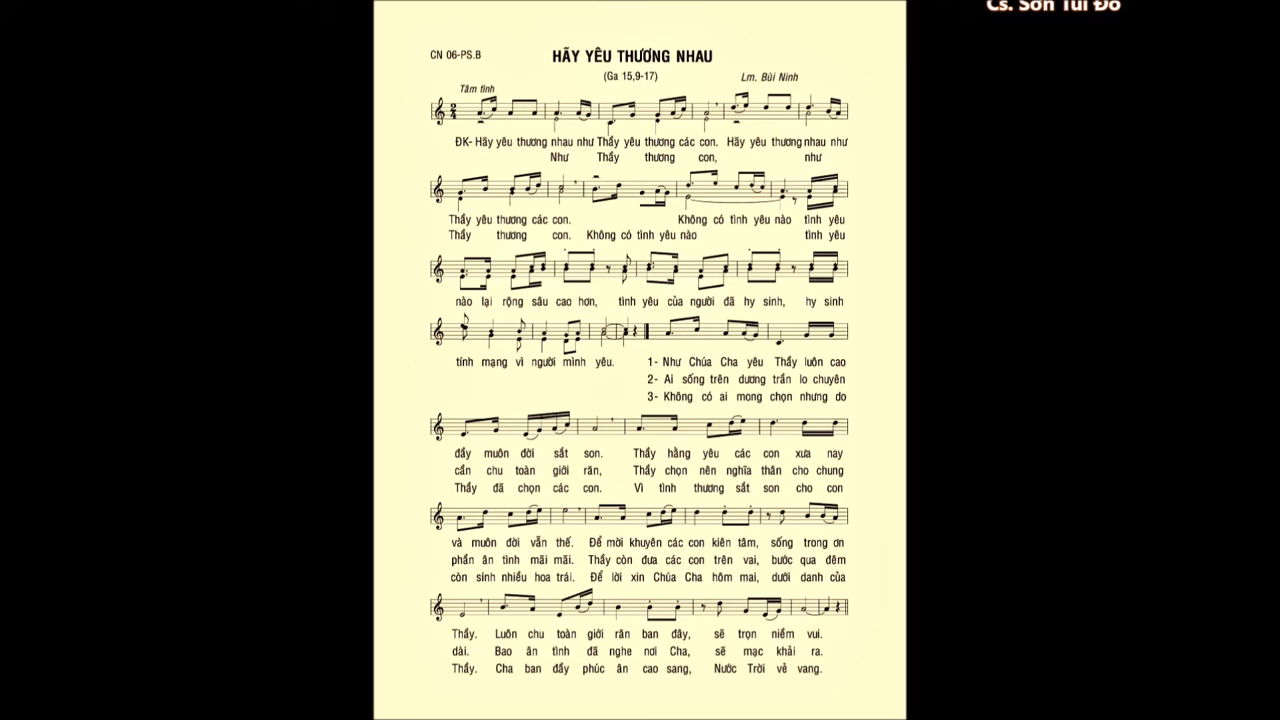 Cs. Sơn Túi Đỏ
CN 06-PS.B
HÃY YÊU THƯƠNG NHAU
(Ga 15,9-17)
Lm. Bùi Ninh
Tâm tình
2
4
ĐK- Hãy yêu thương nhau như Thầy yêu thương các con. Hãy yêu thương nhau như
Như Thầy thương con, như
Thầy yêu thương các con. Không có tình yêu nào tình yêu
Thầy thương con. Không có tình yêu nào tình yêu
nào lại rộng sâu cao hơn, tình yêu của người đã hy sinh, hy sinh
tính mạng vì người mình yêu. 1- Như Chúa Cha yêu Thầy luôn cao
2- Ai sống trên dương trần lo chuyên
3- Không có ai mong chọn nhưng do
đầy muôn đời sắt son. Thầy hằng yêu các con xưa nay
cần chu toàn giới răn, Thầy chọn nên nghĩa thân cho chung
Thầy đã chọn các con. Vì tình thương sắt son cho con
và muôn đời vẫn thế. Để mời khuyên các con kiên tâm, sống trong ơn
phần ân tình mãi mãi. Thầy còn đưa các con trên vai, bước qua đêm
còn sinh nhiều hoa trái. Để lời xin Chúa Cha hôm mai, dưới danh của
Thầy. Luôn chu toàn giới răn ban đây, sẽ trọn niềm vui.
dài. Bao ân tình đã nghe nơi Cha, sẽ mạc khải ra.
Thầy. Cha ban đầy phúc ân cao sang, Nước Trời vẻ vang.